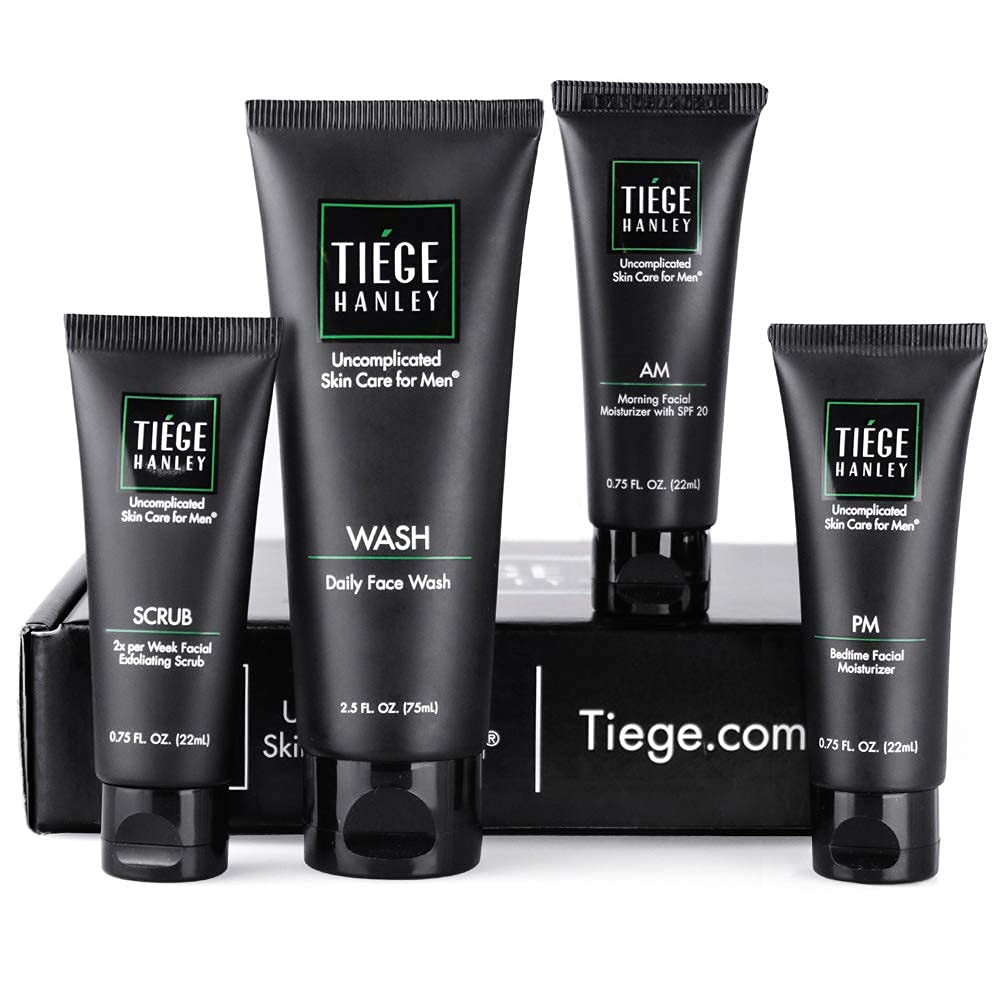 TIÉGE
HANLEY
Uncomplicated
Skin Care for Men®
SCRUB
2x per Week Facial
Exfoliating Scrub
0.75 FL. OZ. (22mL)
TIÉGE
HANLEY
Uncomplicated
Skin Care for Men®
WASH
Daily Face Wash
2.5 FL. OZ. (75mL)
TIÉGE
HANLEY
Uncomplicated
Skin Care for Men®
AM
Morning Facial
Moisturizer with SPF 20
0.75 FL. OZ. (22mL)
TIÉGE
HANLEY
Uncomplicated
Skin Care for Men®
PM
Bedtime Facial
Moisturizer
0.75 FL. OZ. (22mL)
U
Ski ®
Tiege.com